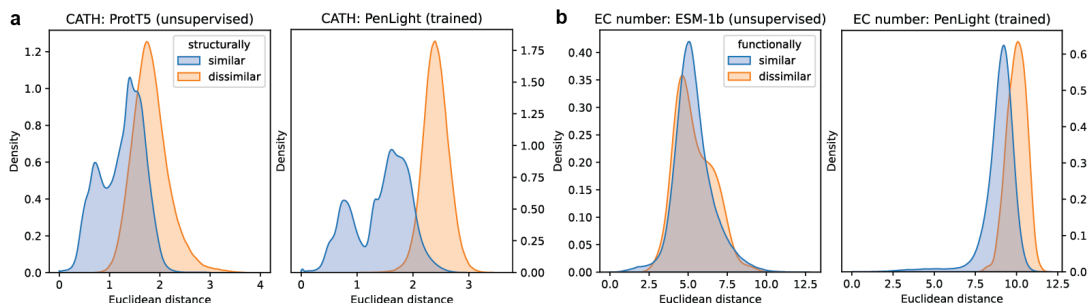 a
CATH: ProtT5 (unsupervised)
structurally
similar
dissimilar
Density
1.2
1.0
0.8
0.6
0.4
0.2
0.0
0 1 2 3 4
Euclidean distance
CATH: PenLight (trained)
Density
1.75
1.50
1.25
1.00
0.75
0.50
0.25
0.00
0 1 2 3
Euclidean distance
b
EC number: ESM-1b (unsupervised)
functionally
similar
dissimilar
Density
0.40
0.35
0.30
0.25
0.20
0.15
0.10
0.05
0.00
0.0 2.5 5.0 7.5 10.0
Euclidean distance
EC number: PenLight (trained)
Density
0.6
0.5
0.4
0.3
0.2
0.1
0.0
0.0 2.5 5.0 7.5 10.0 12.5
Euclidean distance